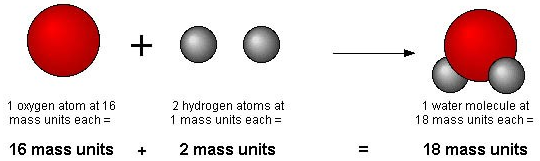 +
1 oxygen atom at 16
mass units each =
2 hydrogen atoms at
1 mass units each =
1 water molecule at
18 mass units each =
16 mass units + 2 mass units = 18 mass units